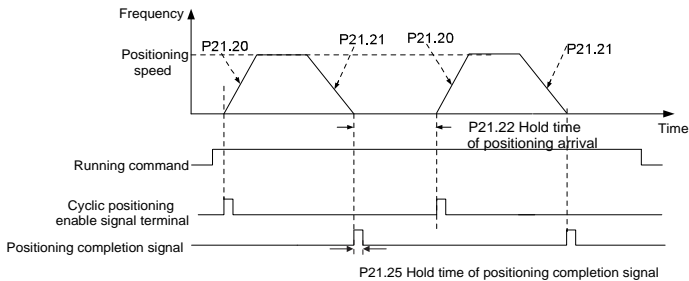 Frequency
P21.20
P21.21
P21.20
P21.21
Positioning
speed
P21.22 Hold time
of positioning arrival
Time
Running command
Cyclic positioning
enable signal terminal
Positioning completion signal
P21.25 Hold time of positioning completion signal